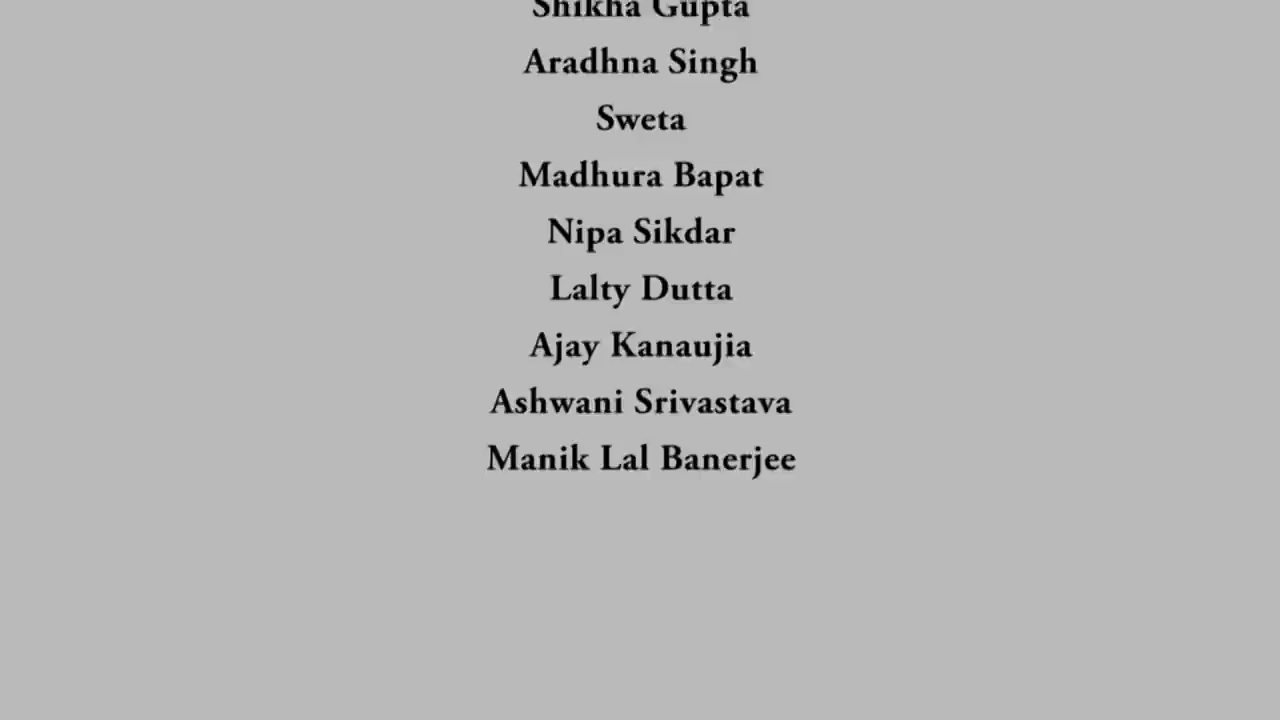 Shikha Gupta
Aradhna Singh
Sweta
Madhura Bapat
Nipa Sikdar
Lalty Dutta
Ajay Kanaujia
Ashwani Srivastava
Manik Lal Banerjee